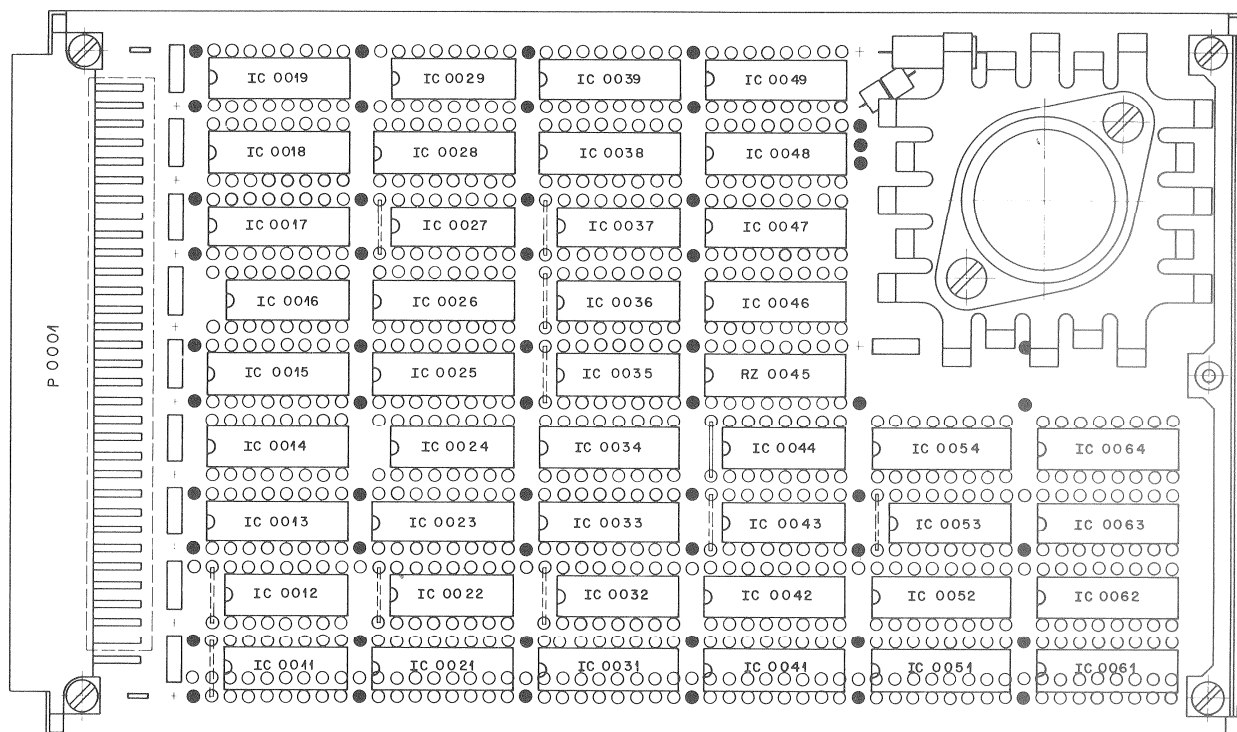 IC 0019 IC 0029 IC 0039 IC 0049
IC 0018 IC 0028 IC 0038 IC 0048
IC 0017 IC 0027 IC 0037 IC 0047
IC 0016 IC 0026 IC 0036 IC 0046
P 0001
IC 0015 IC 0025 IC 0035 RZ 0045
IC 0014 IC 0024 IC 0034 IC 0044 IC 0054 IC 0064
IC 0013 IC 0023 IC 0033 IC 0043 IC 0053 IC 0063
IC 0012 IC 0022 IC 0032 IC 0042 IC 0052 IC 0062
IC 0011 IC 0021 IC 0031 IC 0041 IC 0051 IC 0061